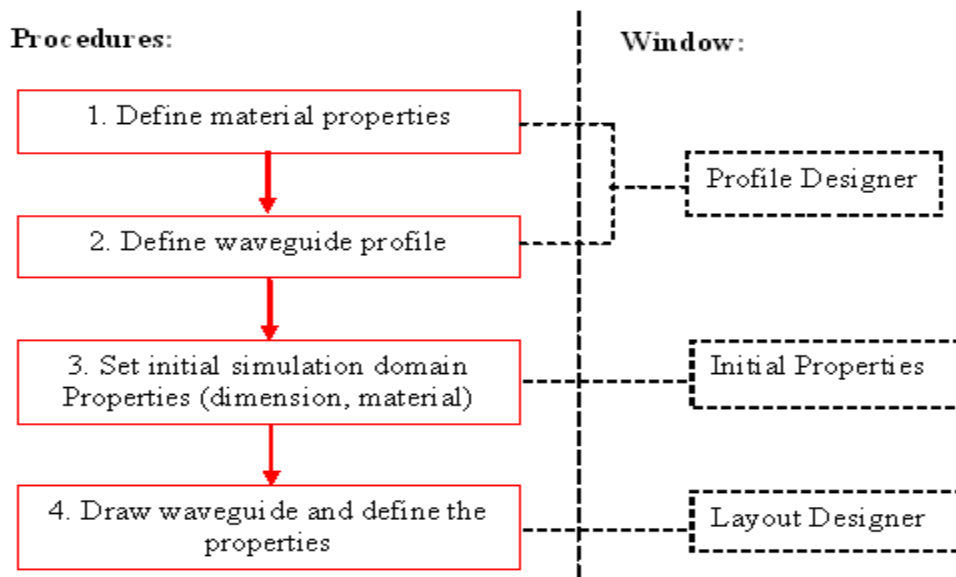 Procedures:
Window:
1. Define material properties
Profile Designer
2. Define waveguide profile
3. Set initial simulation domain
Properties (dimension, material)
Initial Properties
4. Draw waveguide and define the
properties
Layout Designer